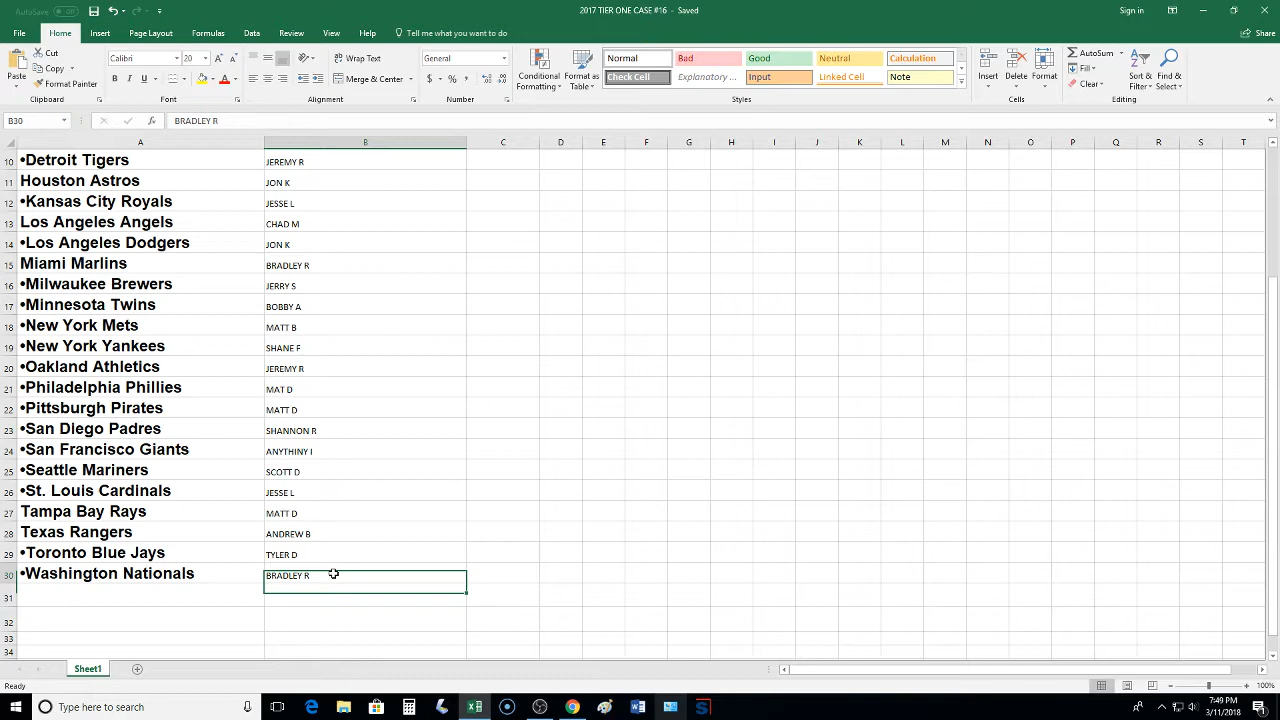 AutoSave Off
2017 TIER ONE CASE #16 - Saved
Sign in
File Home Insert Page Layout Formulas Data Review View Help Tell me what you want to do Share
Paste Cut Copy Format Painter Clipboard
Calibri 20 B I U A A A Font
Wrap Text Merge & Center Alignment
General $ % Number
Conditional Formatting Format as Table
Normal Bad Good Neutral Calculation
Check Cell Explanatory ... Input Linked Cell Note
Styles
Insert Delete Format Cells
AutoSum Fill Clear Sort & Filter Find & Select Editing
B30 fx BRADLEY R
A B C D E F G H I J K L M N O P Q R S T
10 •Detroit Tigers JEREMY R
11 Houston Astros JON K
12 •Kansas City Royals JESSE L
13 Los Angeles Angels CHAD M
14 •Los Angeles Dodgers JON K
15 Miami Marlins BRADLEY R
16 •Milwaukee Brewers JERRY S
17 •Minnesota Twins BOBBY A
18 •New York Mets MATT B
19 •New York Yankees SHANE F
20 •Oakland Athletics JEREMY R
21 •Philadelphia Phillies MAT D
22 •Pittsburgh Pirates MATT D
23 •San Diego Padres SHANNON R
24 •San Francisco Giants ANYTHINY I
25 •Seattle Mariners SCOTT D
26 •St. Louis Cardinals JESSE L
27 Tampa Bay Rays MATT D
28 Texas Rangers ANDREW B
29 •Toronto Blue Jays TYLER D
30 •Washington Nationals BRADLEY R
31
32
33
34
Sheet1
Ready 100%
Type here to search
7:49 PM
3/11/2018